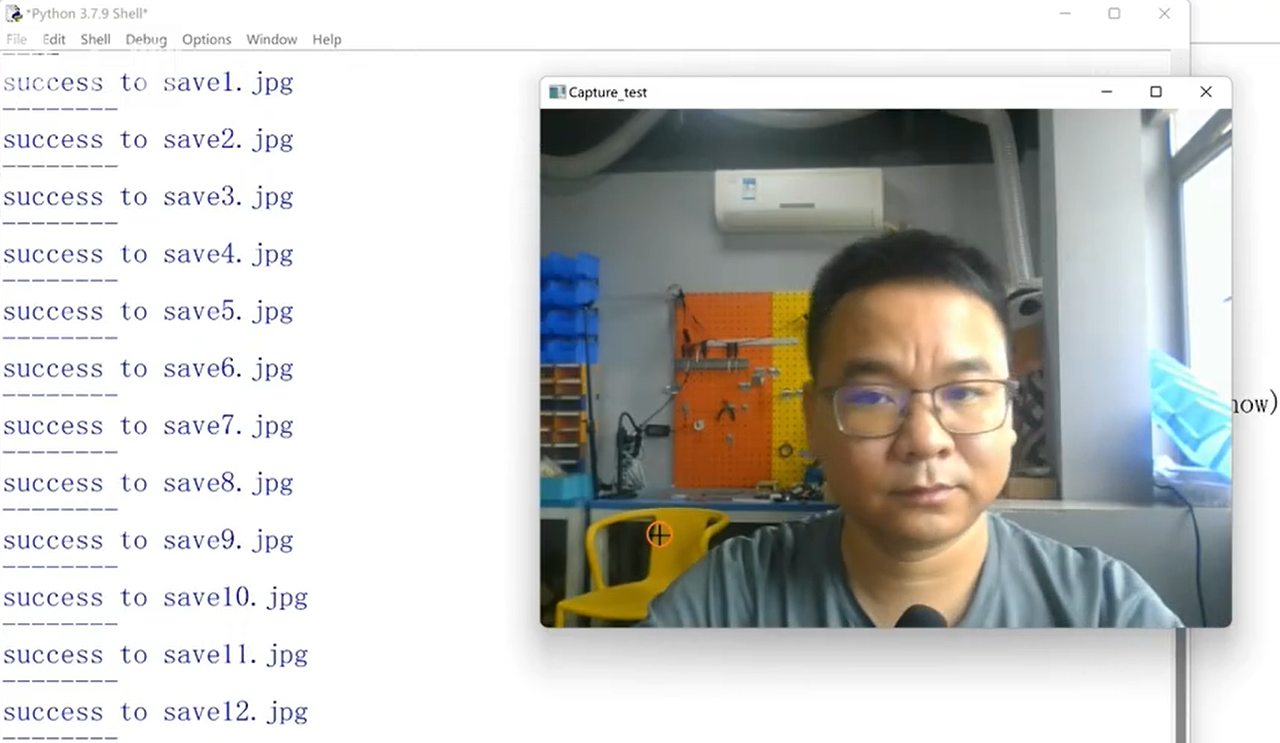 *Python 3.7.9 Shell*
File Edit Shell Debug Options Window Help
success to save1.jpg
--------
success to save2.jpg
--------
success to save3.jpg
--------
success to save4.jpg
--------
success to save5.jpg
--------
success to save6.jpg
--------
success to save7.jpg
--------
success to save8.jpg
--------
success to save9.jpg
--------
success to save10.jpg
--------
success to save11.jpg
--------
success to save12.jpg
--------
Capture_test